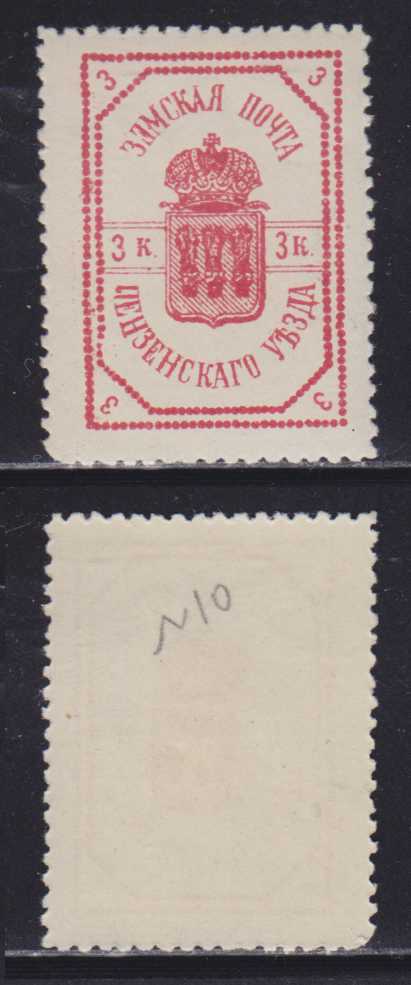 3 3
ЗЕМСКАЯ ПОЧТА
3 к. 3 к.
ПЕНЗЕНСКАГО УѢЗДА
3 3
№10